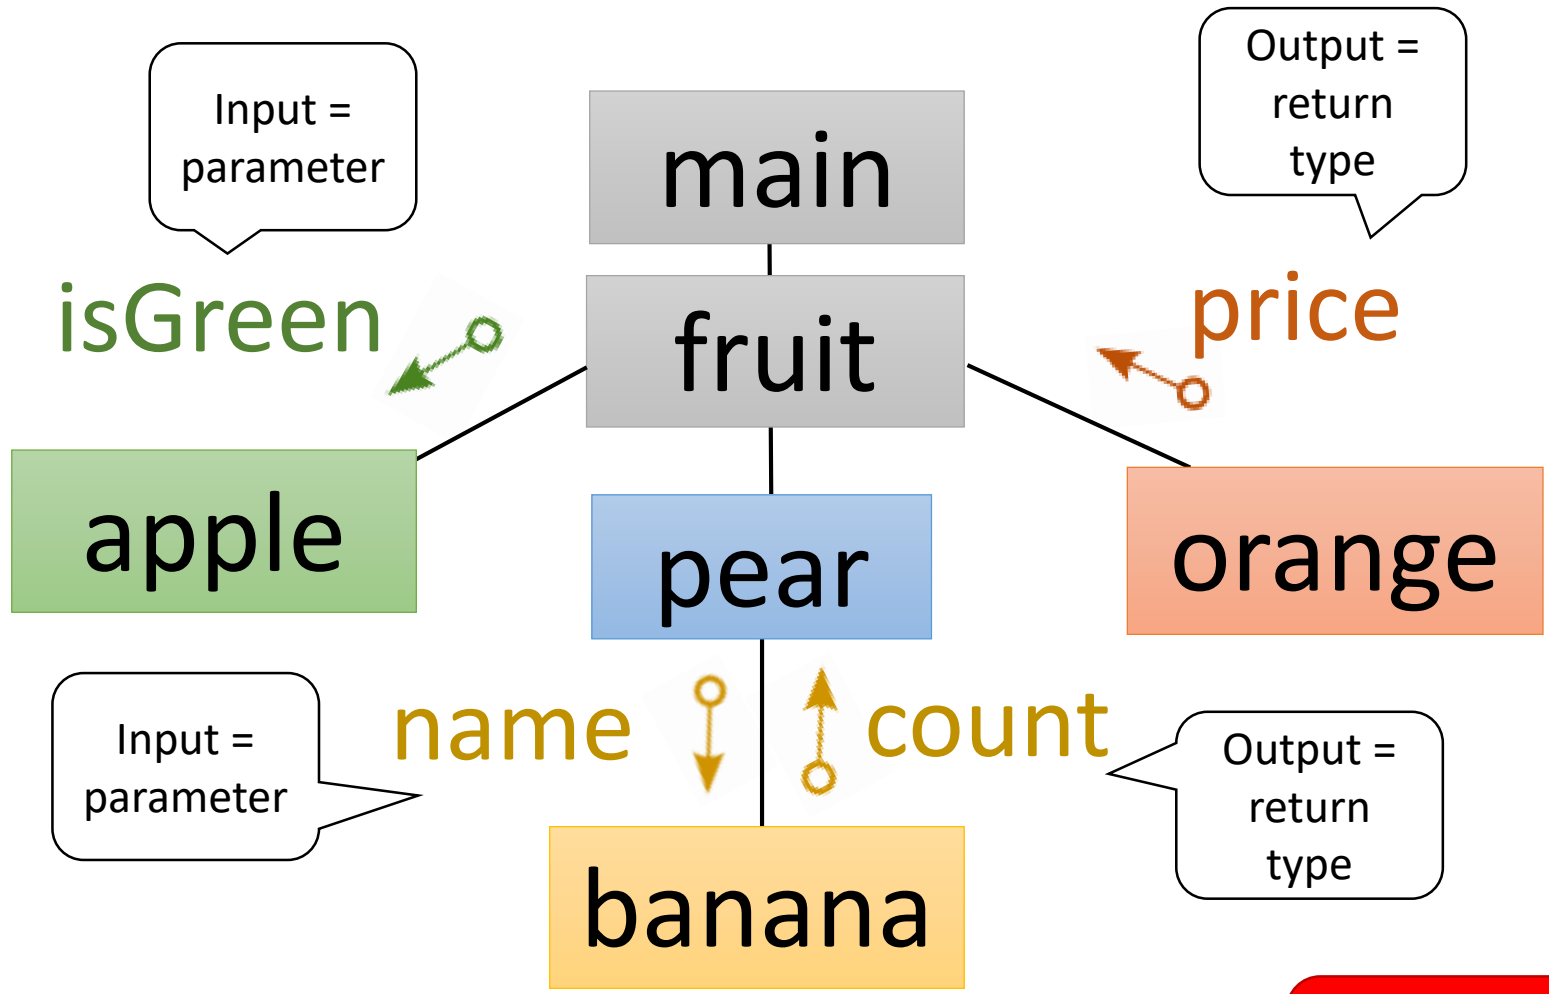 Input =
parameter
Output =
return
type
main
isGreen
price
fruit
apple
pear
orange
Input =
parameter
name
count
Output =
return
type
banana